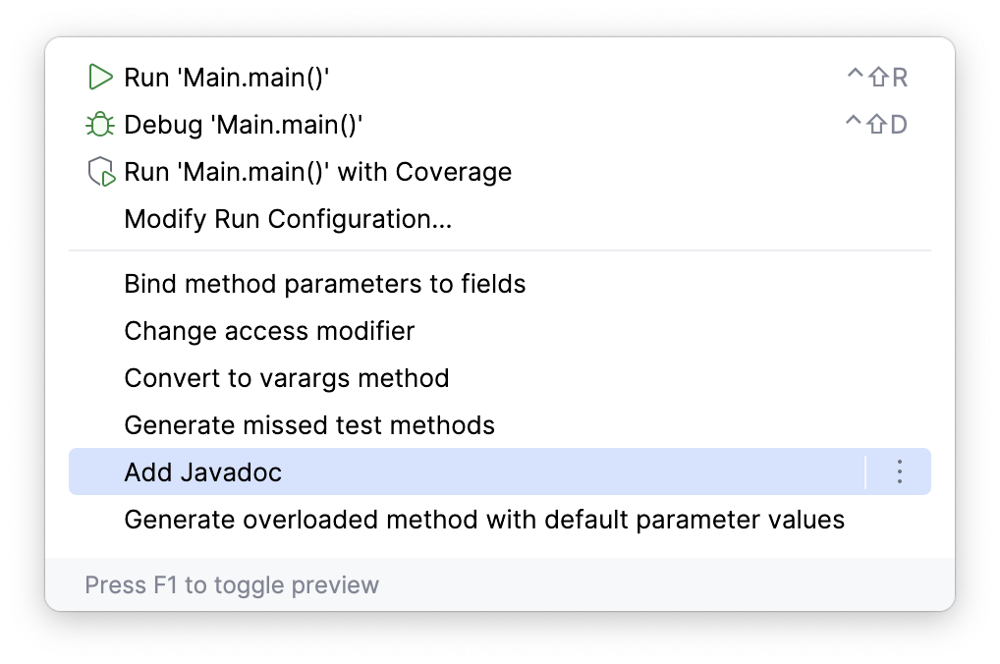 Run 'Main.main()' ^⇧R
Debug 'Main.main()' ^⇧D
Run 'Main.main()' with Coverage
Modify Run Configuration...
Bind method parameters to fields
Change access modifier
Convert to varargs method
Generate missed test methods
Add Javadoc
Generate overloaded method with default parameter values
Press F1 to toggle preview